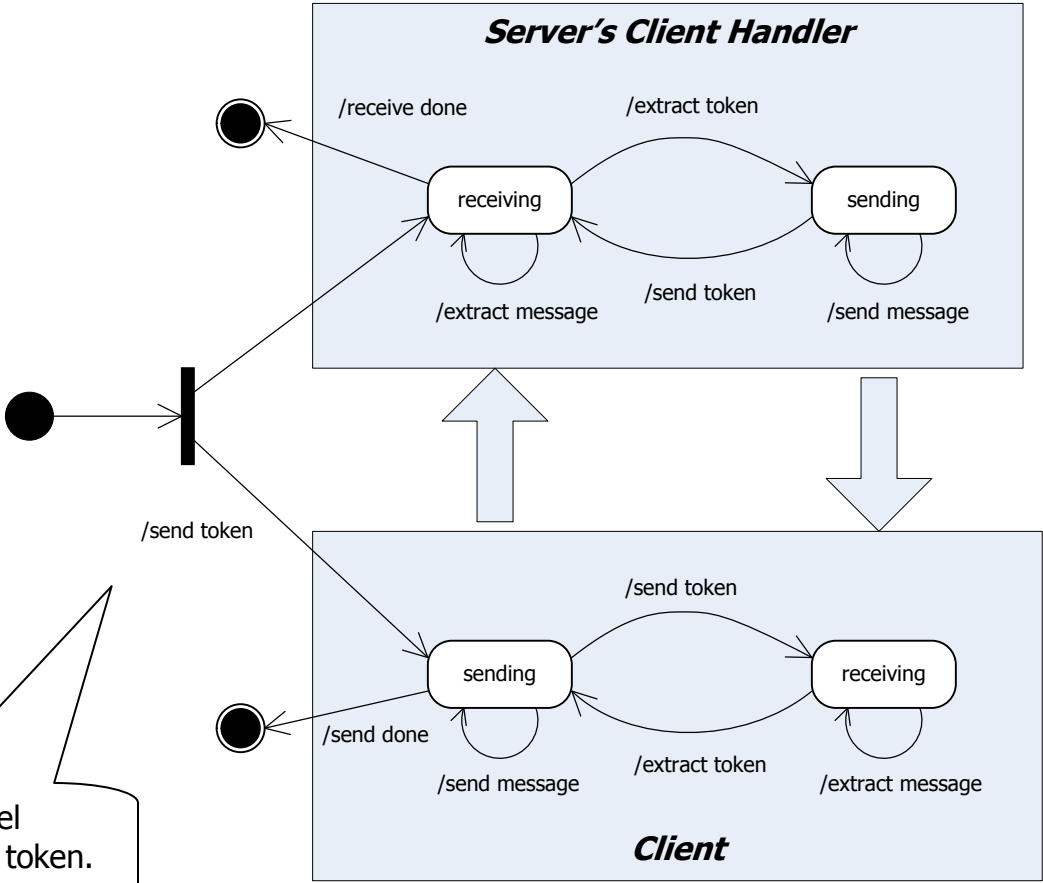 Server's Client Handler
/receive done
/extract token
receiving
sending
/send token
/extract message
/send message
/send token
/send token
sending
receiving
/send done
/extract token
/send message
/extract message
el
token.
Client